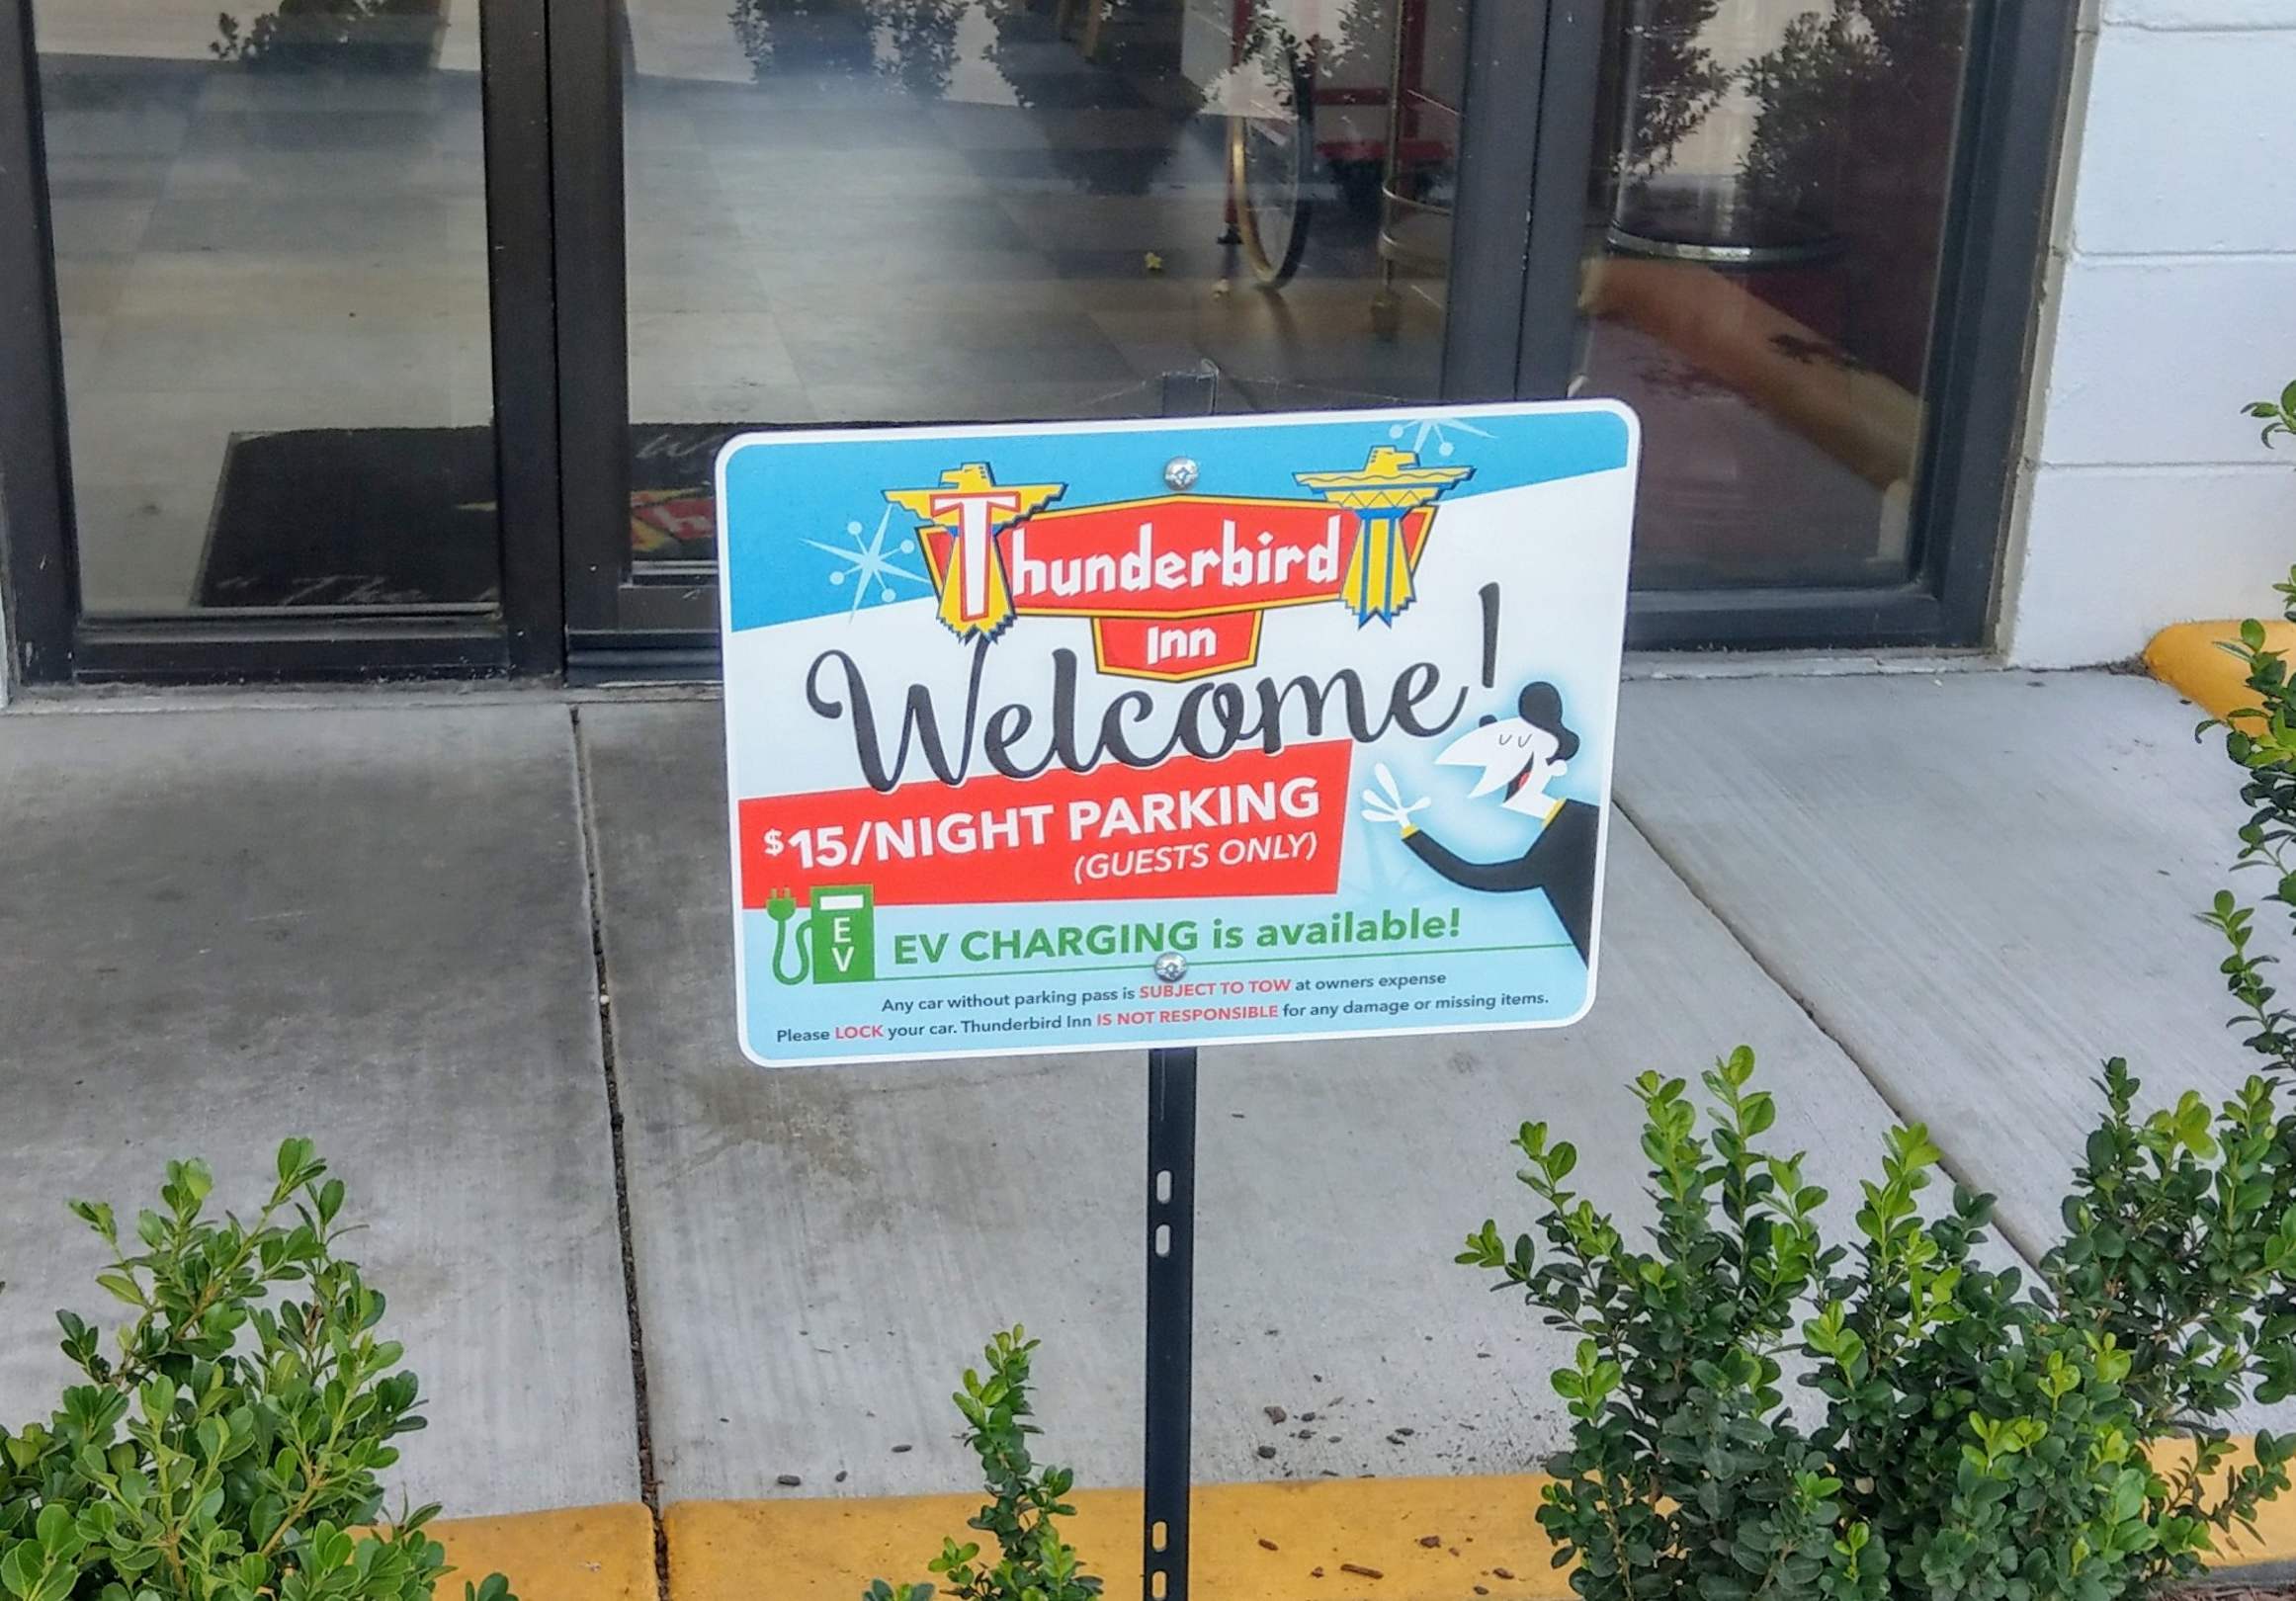 Thunderbird
Inn
Welcome!
$15/NIGHT PARKING
(GUESTS ONLY)
E
V
EV CHARGING is available!
Any car without parking pass is SUBJECT TO TOW at owners expense
Please LOCK your car. Thunderbird Inn IS NOT RESPONSIBLE for any damage or missing items.